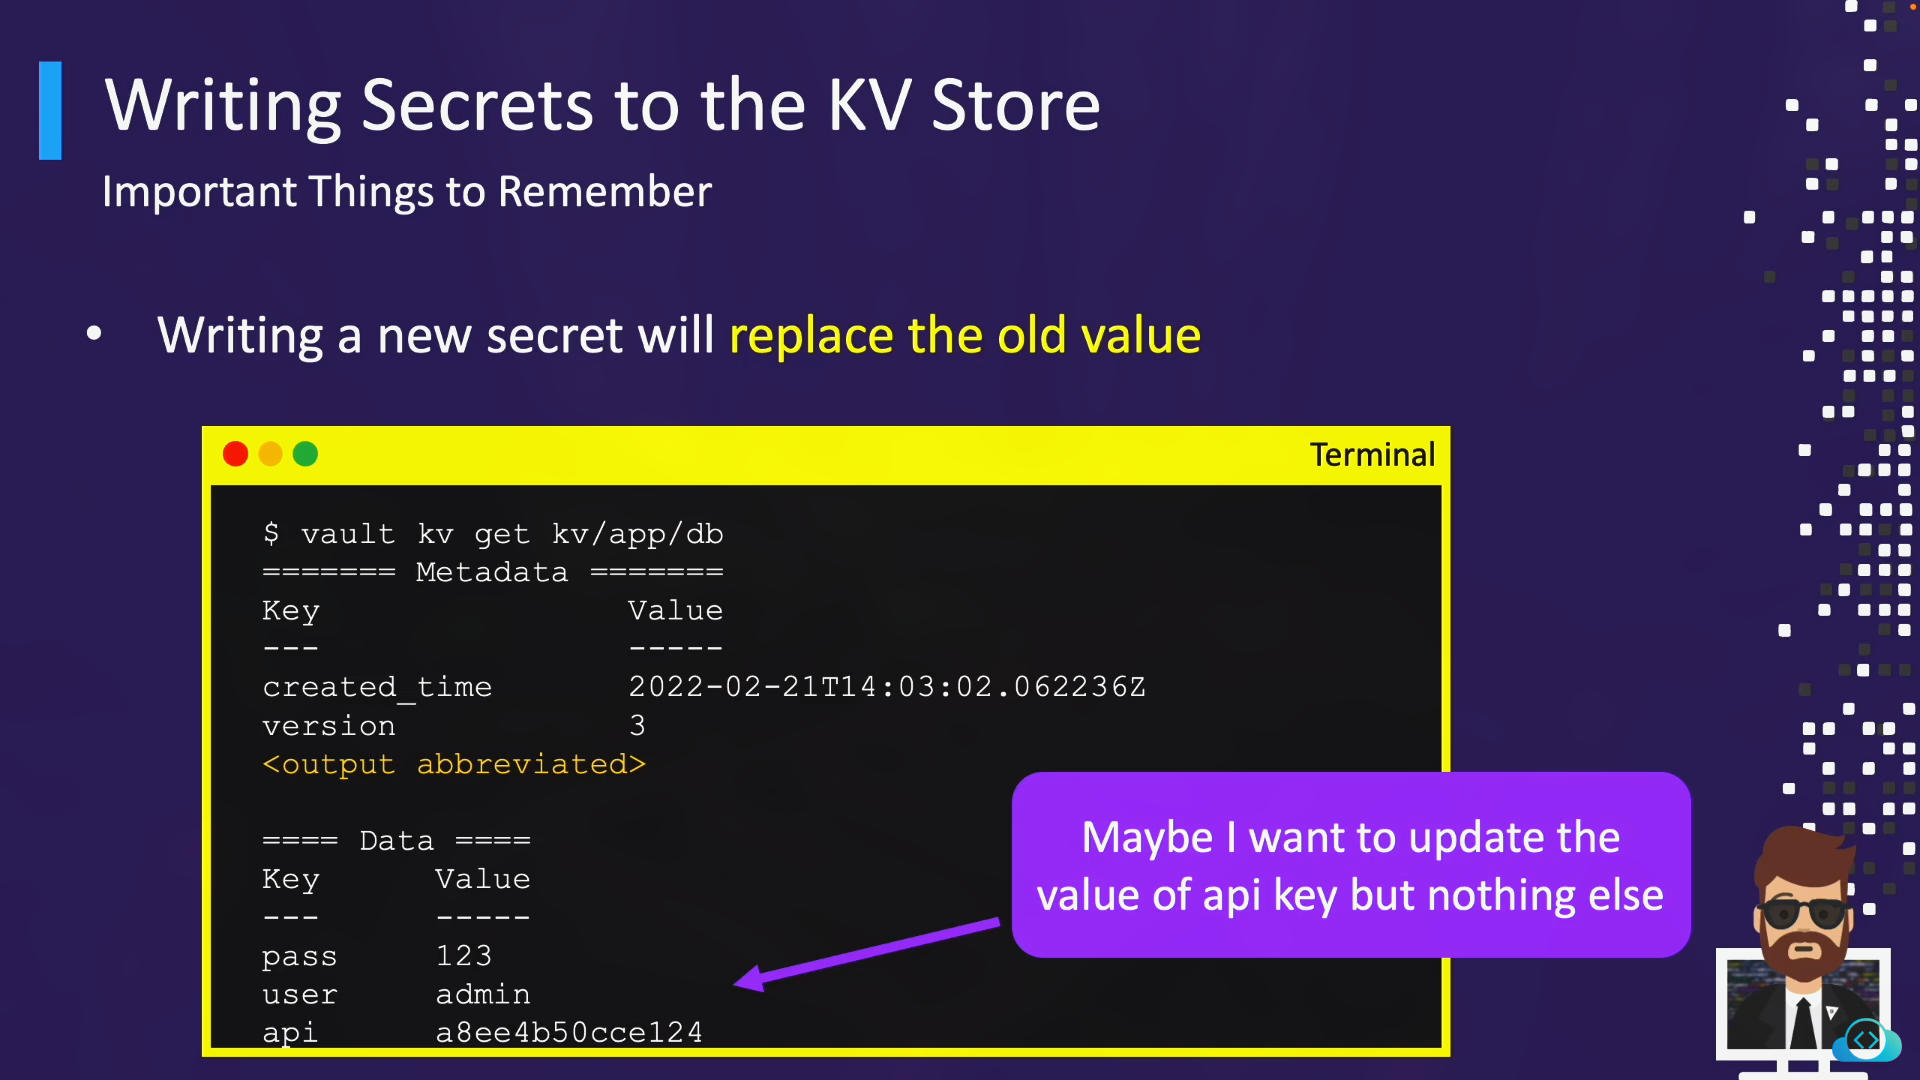 Writing Secrets to the KV Store
Important Things to Remember
• Writing a new secret will replace the old value
Terminal
$ vault kv get kv/app/db
======= Metadata =======
Key Value
--- -----
created_time 2022-02-21T14:03:02.062236Z
version 3
<output abbreviated>
==== Data ====
Key Value
--- -----
pass 123
user admin
api a8ee4b50cce124
Maybe I want to update the
value of api key but nothing else